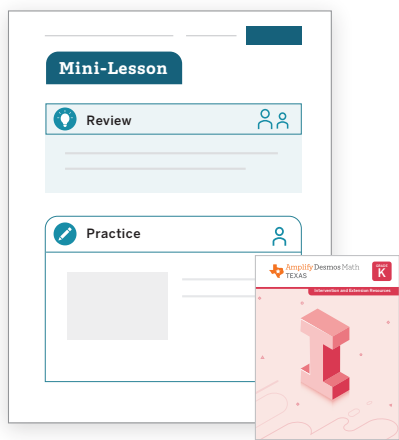 Mini-Lesson
Review
Practice
Amplify Desmos Math
TEXAS
GRADE
K
Intervention and Extension Resources